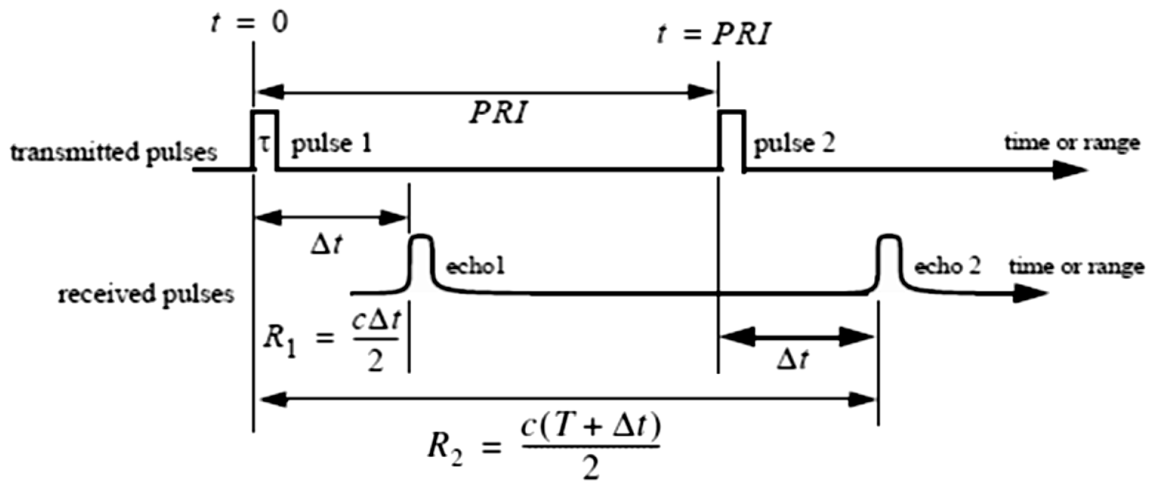 t = 0
t = PRI
PRI
transmitted pulses
τ
pulse 1
pulse 2
time or range
Δt
echo1
echo 2
time or range
received pulses
R₁ = cΔt/2
Δt
R₂ = c(T + Δt)/2